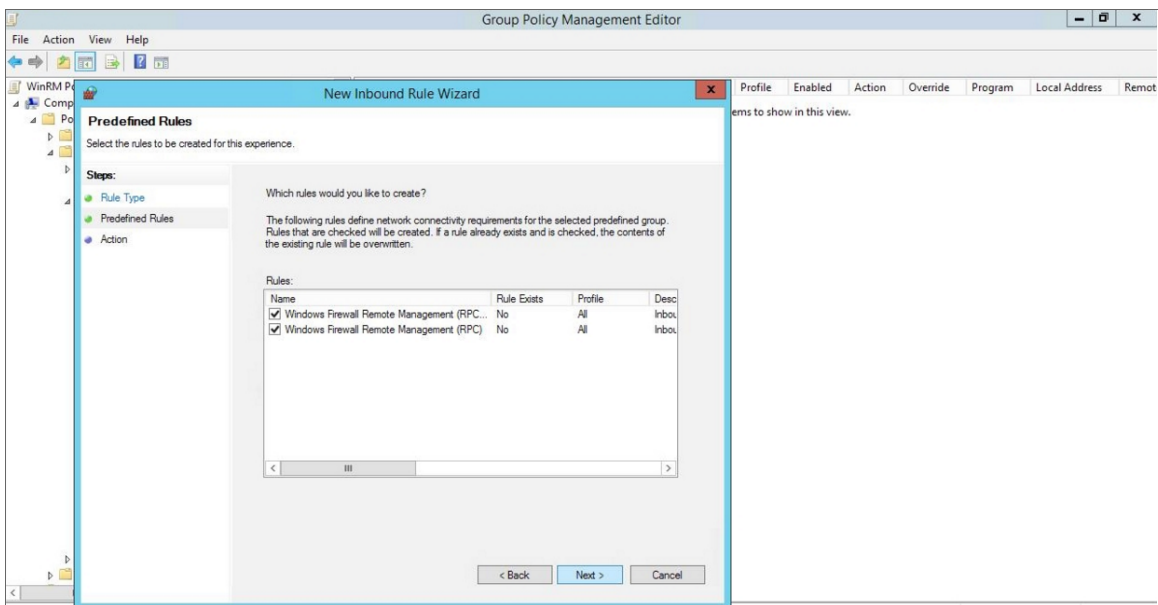 Group Policy Management Editor
File Action View Help
WinRM Po
Comp
Po
New Inbound Rule Wizard
Profile Enabled Action Override Program Local Address Remot
ems to show in this view.
Predefined Rules
Select the rules to be created for this experience.
Steps:
Rule Type
Predefined Rules
Action
Which rules would you like to create?
The following rules define network connectivity requirements for the selected predefined group.
Rules that are checked will be created. If a rule already exists and is checked, the contents of
the existing rule will be overwritten.
Rules:
Name Rule Exists Profile Desc
Windows Firewall Remote Management (RPC... No All Inbou
Windows Firewall Remote Management (RPC) No All Inbou
< Back Next > Cancel